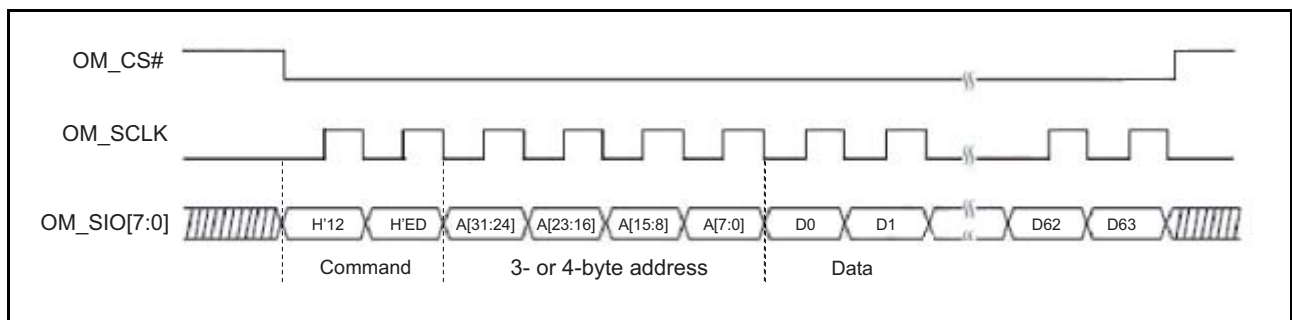 OM_CS#
OM_SCLK
OM_SIO[7:0] H'12 H'ED A[31:24] A[23:16] A[15:8] A[7:0] D0 D1 D62 D63
Command 3- or 4-byte address Data